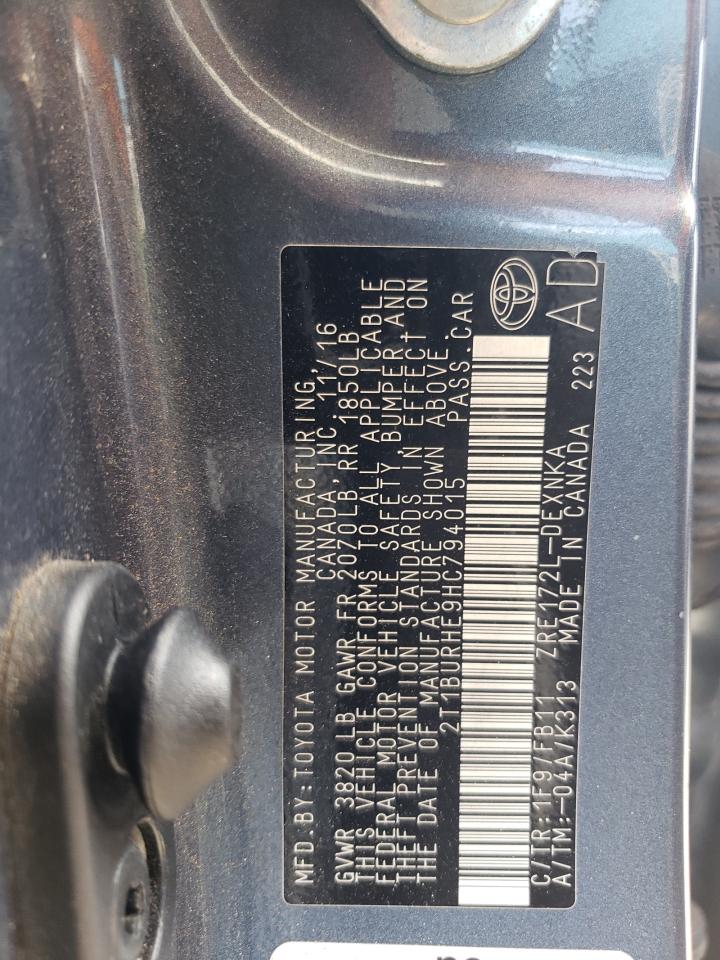 MFD.BY:TOYOTA MOTOR MANUFACTURING,
CANADA, INC. 11/16
GVWR 3820 LB GAWR FR 2070LB,RR 1850LB
THIS VEHICLE CONFORMS TO ALL APPLICABLE
FEDERAL MOTOR VEHICLE SAFETY,BUMPER,AND
THEFT PREVENTION STANDARDS IN EFFECT ON
THE DATE OF MANUFACTURE SHOWN ABOVE.
2T1BURHE9HC794015 PASS.CAR
C/TR:1F9/FB11 ZRE172L-DEXNKA
A/TM:-04A/K313 MADE IN CANADA 223